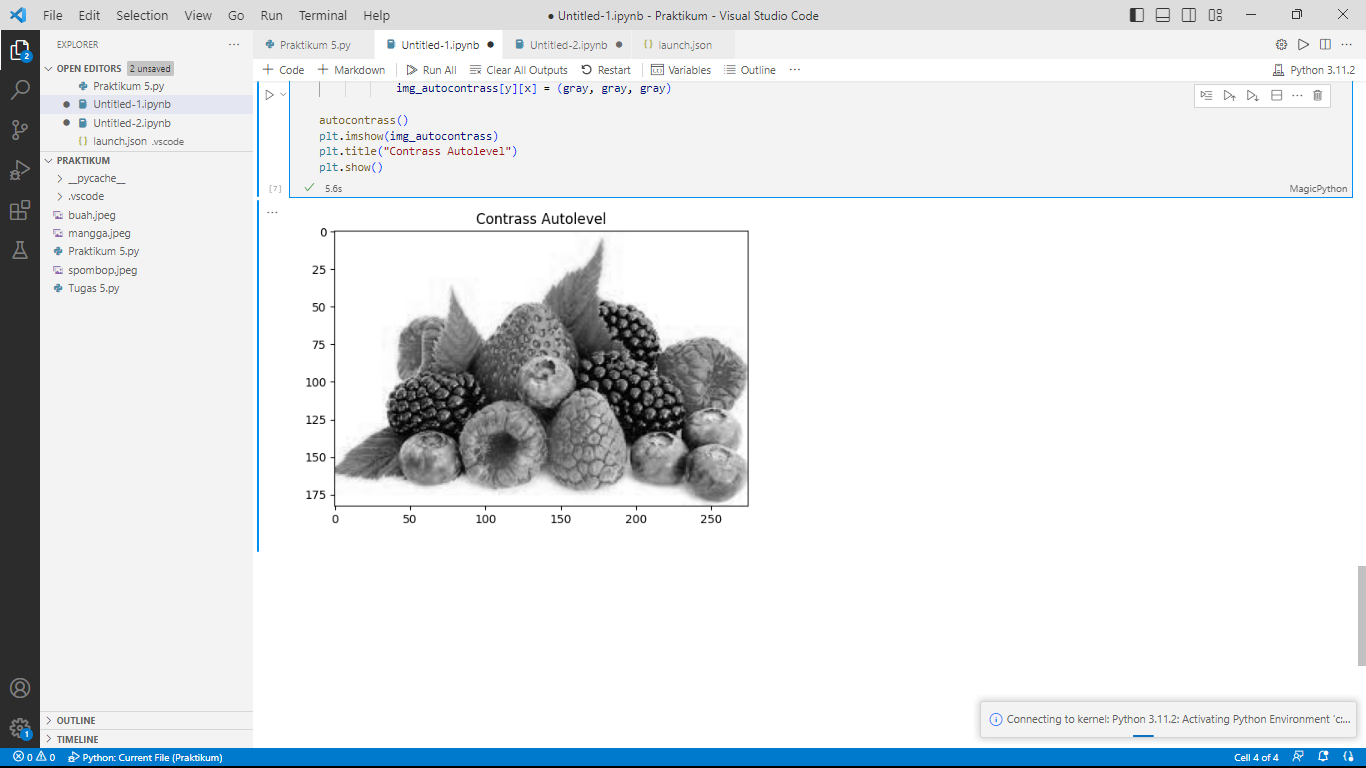 File Edit Selection View Go Run Terminal Help
● Untitled-1.ipynb - Praktikum - Visual Studio Code
EXPLORER
OPEN EDITORS 2 unsaved
Praktikum 5.py
Untitled-1.ipynb
Untitled-2.ipynb
launch.json .vscode
PRAKTIKUM
__pycache__
.vscode
buah.jpeg
mangga.jpeg
Praktikum 5.py
spombop.jpeg
Tugas 5.py
OUTLINE
TIMELINE
2
1
Praktikum 5.py Untitled-1.ipynb Untitled-2.ipynb launch.json
+ Code + Markdown Run All Clear All Outputs Restart Variables Outline ... Python 3.11.2
img_autocontrass[y][x] = (gray, gray, gray)
autocontrass()
plt.imshow(img_autocontrass)
plt.title("Contrass Autolevel")
plt.show()
[7] 5.6s MagicPython
Contrass Autolevel
0
25
50
75
100
125
150
175
0 50 100 150 200 250
Connecting to kernel: Python 3.11.2: Activating Python Environment 'c:...
0 0 Python: Current File (Praktikum) Cell 4 of 4